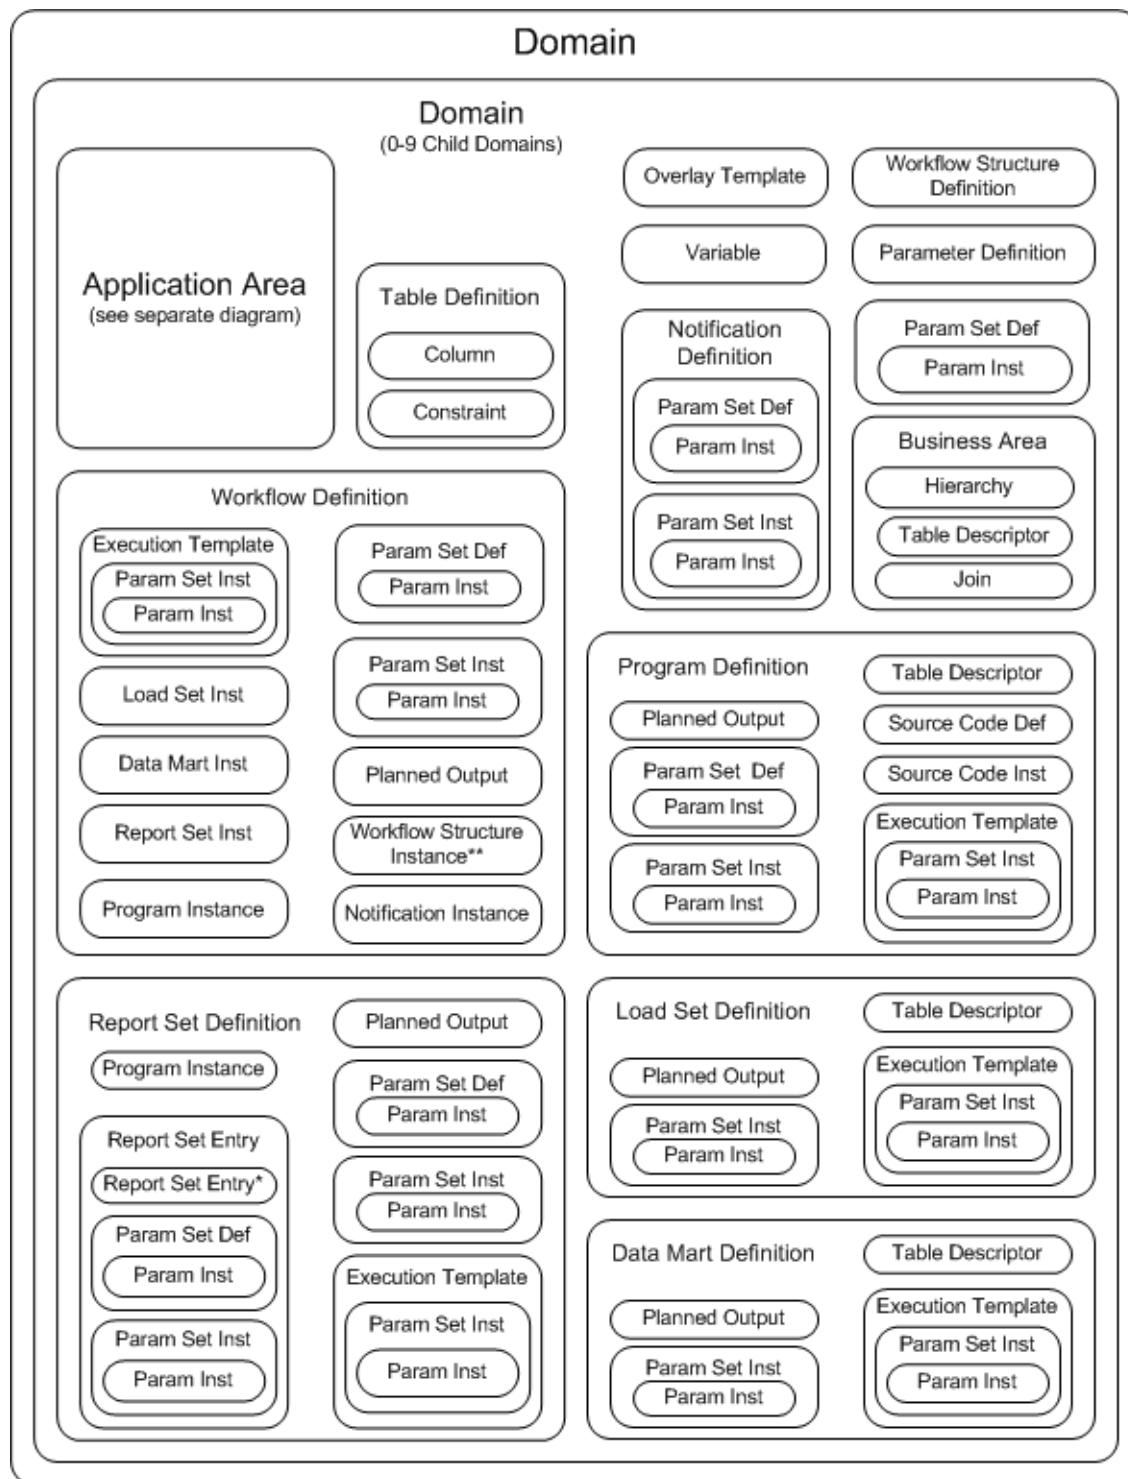 Domain
Domain
(0-9 Child Domains)
Application Area
(see separate diagram)
Table Definition
Column
Constraint
Overlay Template
Workflow Structure
Definition
Variable
Parameter Definition
Notification
Definition
Param Set Def
Param Inst
Param Set Inst
Param Inst
Param Set Def
Param Inst
Business Area
Hierarchy
Table Descriptor
Join
Workflow Definition
Execution Template
Param Set Inst
Param Inst
Load Set Inst
Data Mart Inst
Report Set Inst
Program Instance
Param Set Def
Param Inst
Param Set Inst
Param Inst
Planned Output
Workflow Structure
Instance**
Notification Instance
Program Definition
Planned Output
Param Set  Def
Param Inst
Param Set Inst
Param Inst
Table Descriptor
Source Code Def
Source Code Inst
Execution Template
Param Set Inst
Param Inst
Report Set Definition
Program Instance
Report Set Entry
Report Set Entry*
Param Set Def
Param Inst
Param Set Inst
Param Inst
Planned Output
Param Set Def
Param Inst
Param Set Inst
Param Inst
Execution Template
Param Set Inst
Param Inst
Load Set Definition
Planned Output
Param Set Inst
Param Inst
Table Descriptor
Execution Template
Param Set Inst
Param Inst
Data Mart Definition
Planned Output
Param Set Inst
Param Inst
Table Descriptor
Execution Template
Param Set Inst
Param Inst